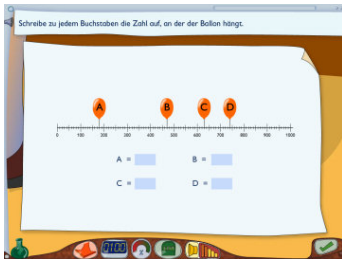 Schreibe zu jedem Buchstaben die Zahl auf, an der der Ballon hängt.
A B C D
0 100 200 300 400 500 600 700 800 900 1000
A = B =
C = D =